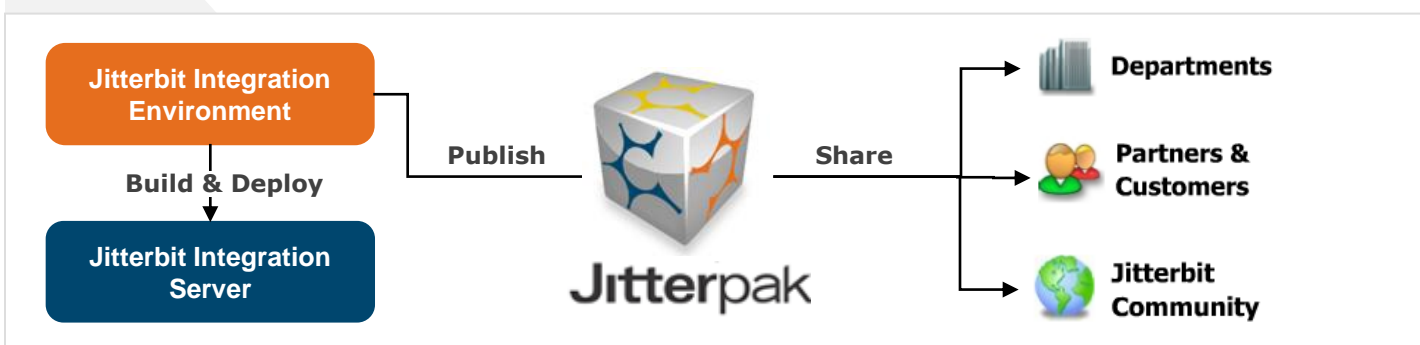 Jitterbit Integration
Environment
Build & Deploy
Jitterbit Integration
Server
Publish
Jitterpak
Share
Departments
Partners &
Customers
Jitterbit
Community